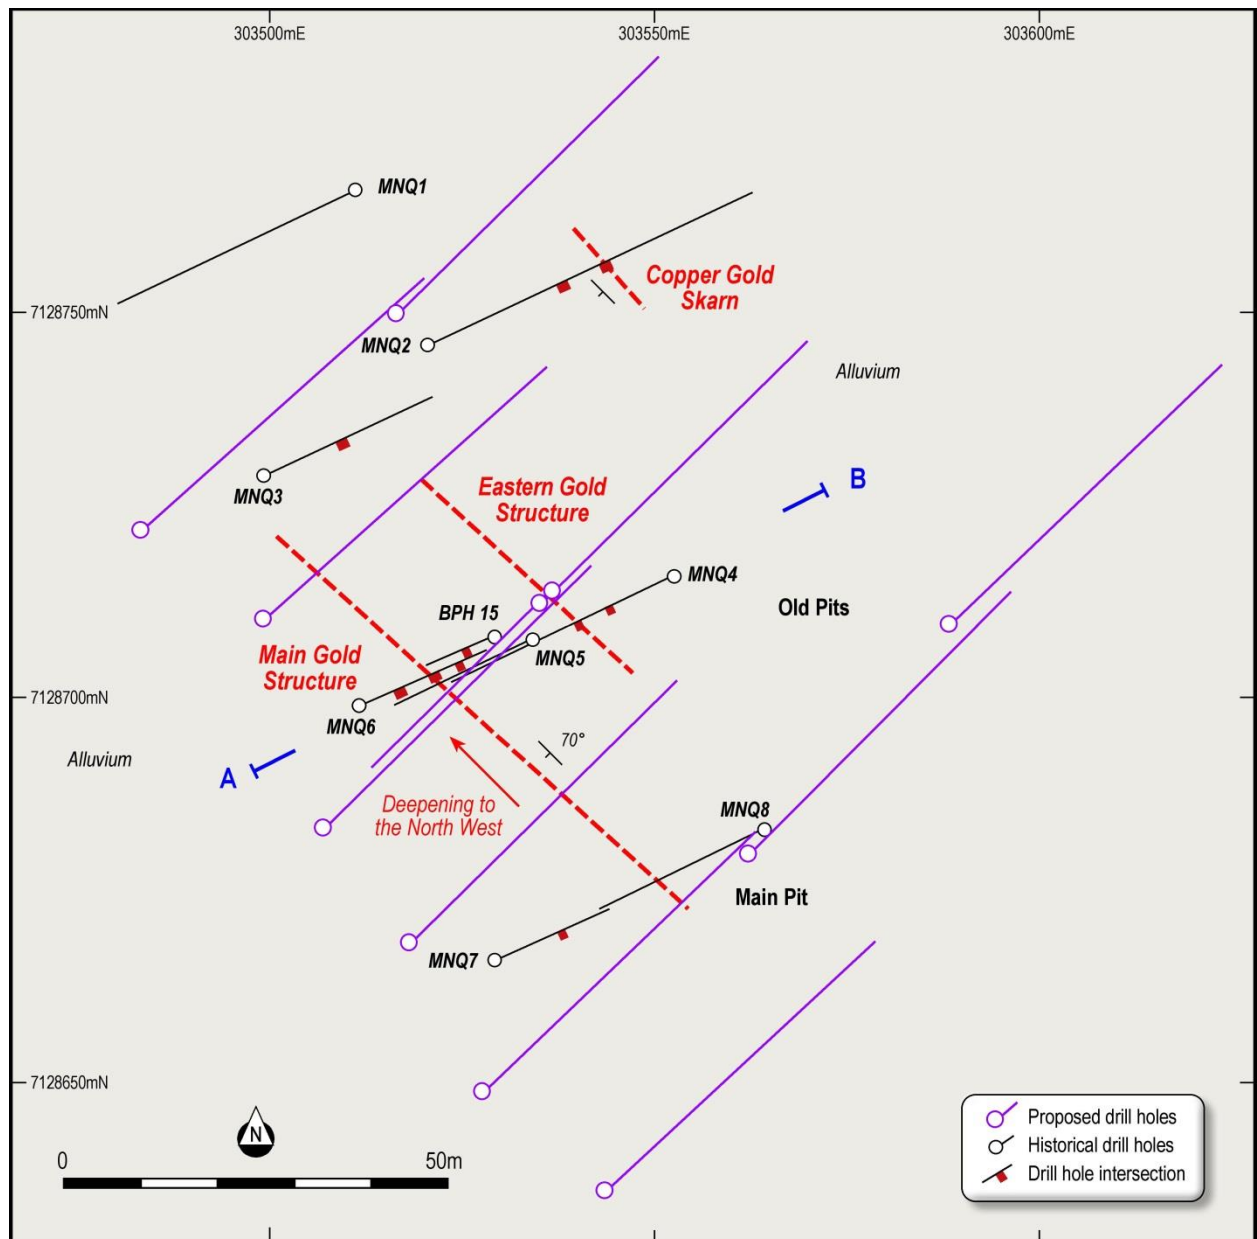 303500mE
303550mE
303600mE
MNQ1
Copper Gold
Skarn
7128750mN
MNQ2
Alluvium
MNQ3
Eastern Gold
Structure
B
MNQ4
Old Pits
BPH 15
MNQ5
Main Gold
Structure
7128700mN
MNQ6
70°
Alluvium
A
Deepening to
the North West
MNQ8
Main Pit
MNQ7
7128650mN
N
0
50m
Proposed drill holes
Historical drill holes
Drill hole intersection